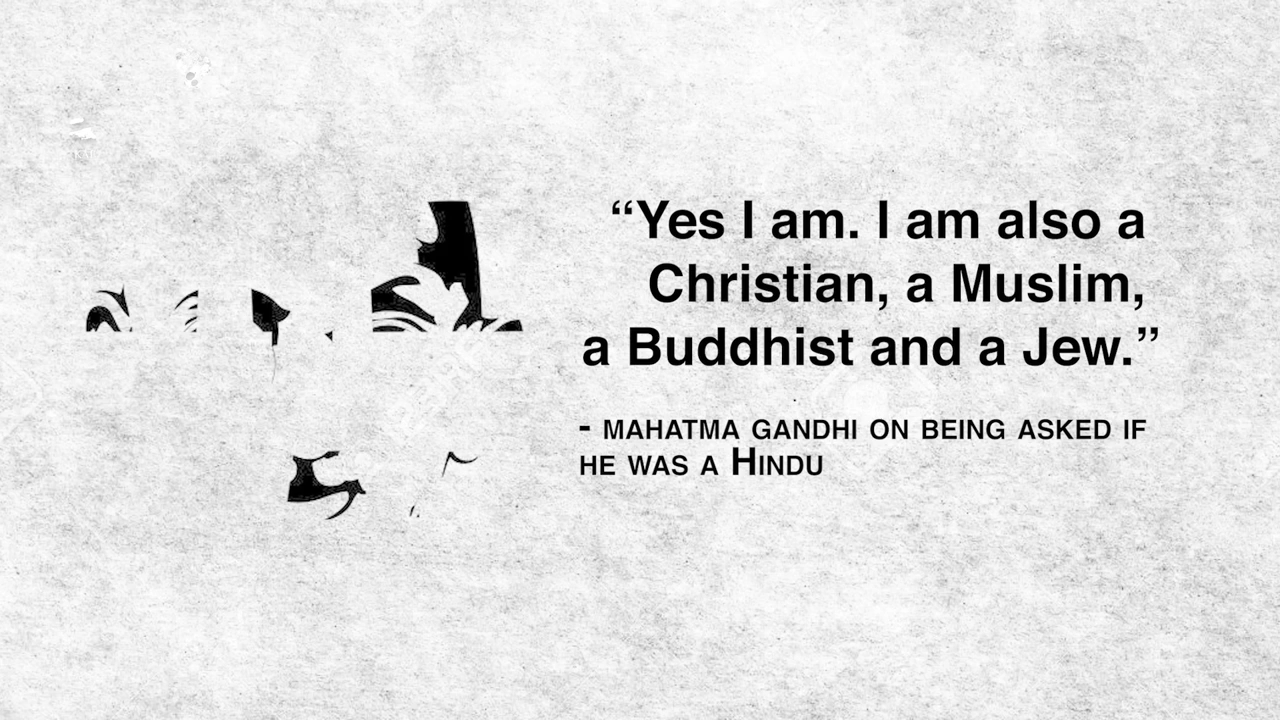 “Yes I am. I am also a
Christian, a Muslim,
a Buddhist and a Jew.”
- MAHATMA GANDHI ON BEING ASKED IF
HE WAS A HINDU